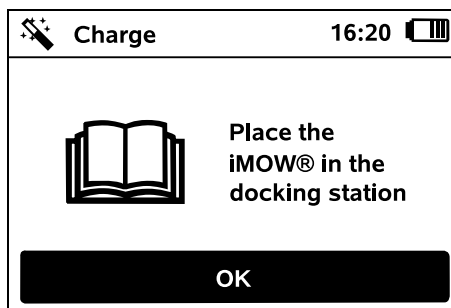 Charge 16:20
Place the
iMOW® in the
docking station
OK